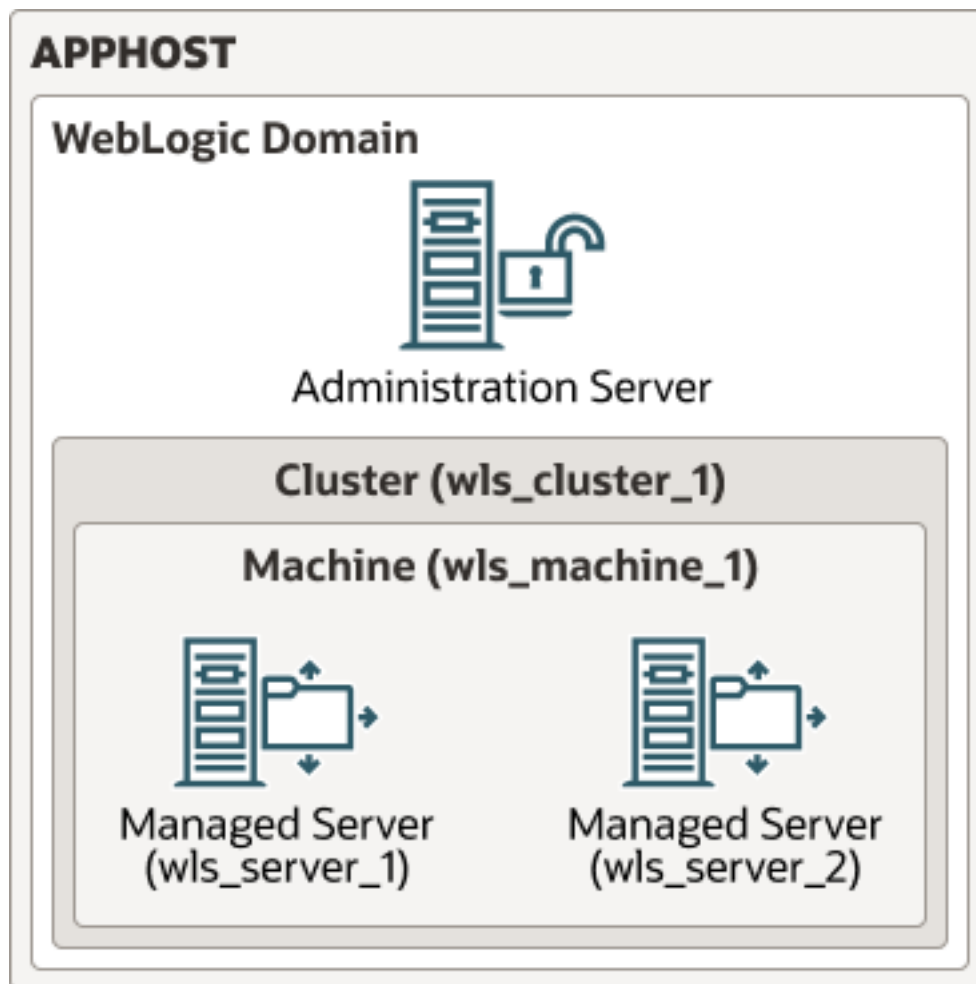 APPHOST
WebLogic Domain
Administration Server
Cluster (wls_cluster_1)
Machine (wls_machine_1)
Managed Server
(wls_server_1)
Managed Server
(wls_server_2)